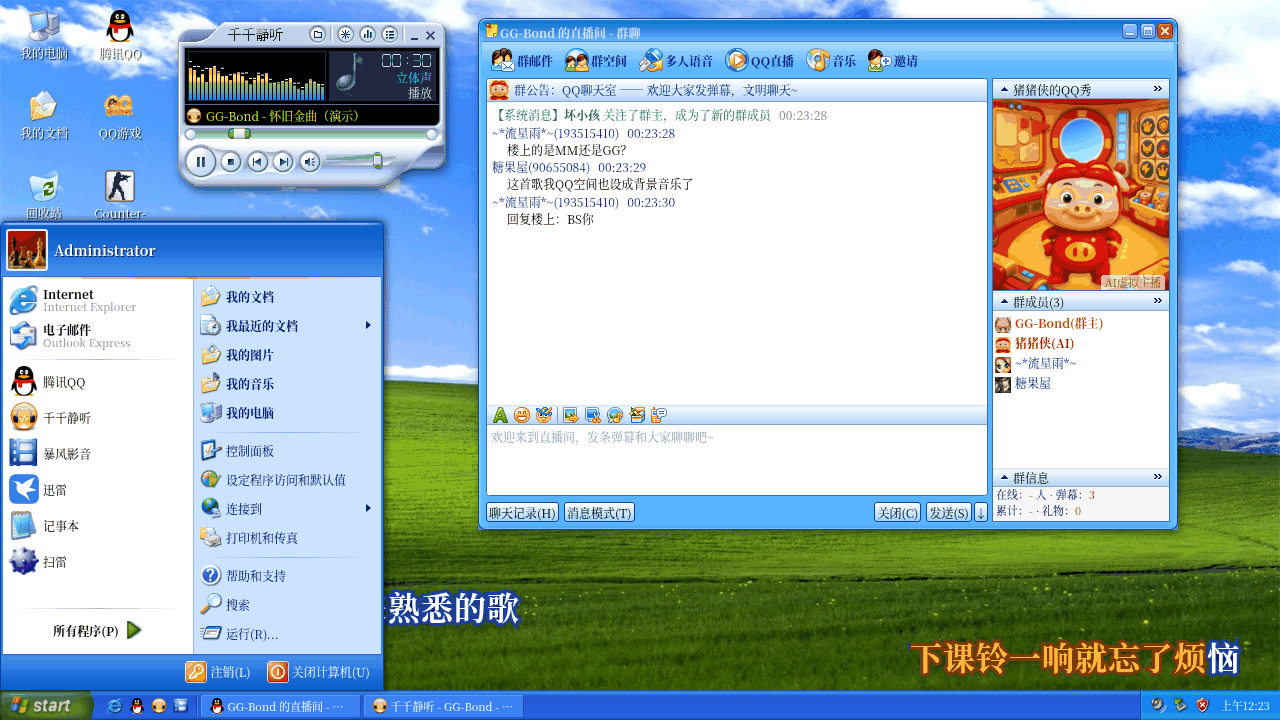 我的电脑
腾讯QQ
我的文档
QQ游戏
回收站
Counter-
千千静听
00:30
立体声
播放
GG-Bond - 怀旧金曲（演示）
GG-Bond 的直播间 - 群聊
群邮件
群空间
多人语音
QQ直播
音乐
邀请
群公告: QQ聊天室 —— 欢迎大家发弹幕，文明聊天~
【系统消息】坏小孩 关注了群主，成为了新的群成员 00:23:28
~*流星雨*~(193515410) 00:23:28
楼上的是MM还是GG?
糖果屋(90655084) 00:23:29
这首歌我QQ空间也设成背景音乐了
~*流星雨*~(193515410) 00:23:30
回复楼上: BS你
欢迎来到直播间，发条弹幕和大家聊聊吧~
聊天记录(H)
消息模式(T)
关闭(C)
发送(S)
↓
猪猪侠的QQ秀
AI虚拟主播
群成员(3)
GG-Bond(群主)
猪猪侠(AI)
~*流星雨*~
糖果屋
群信息
在线: - 人 · 弹幕: 3
累计: - · 礼物: 0
Administrator
Internet
Internet Explorer
电子邮件
Outlook Express
腾讯QQ
千千静听
暴风影音
迅雷
记事本
扫雷
所有程序(P)
我的文档
我最近的文档
我的图片
我的音乐
我的电脑
控制面板
设定程序访问和默认值
连接到
打印机和传真
帮助和支持
搜索
运行(R)...
注销(L)
关闭计算机(U)
熟悉的歌
下课铃一响就忘了烦恼
start
GG-Bond 的直播间 - ···
千千静听 - GG-Bond - ···
上午12:23